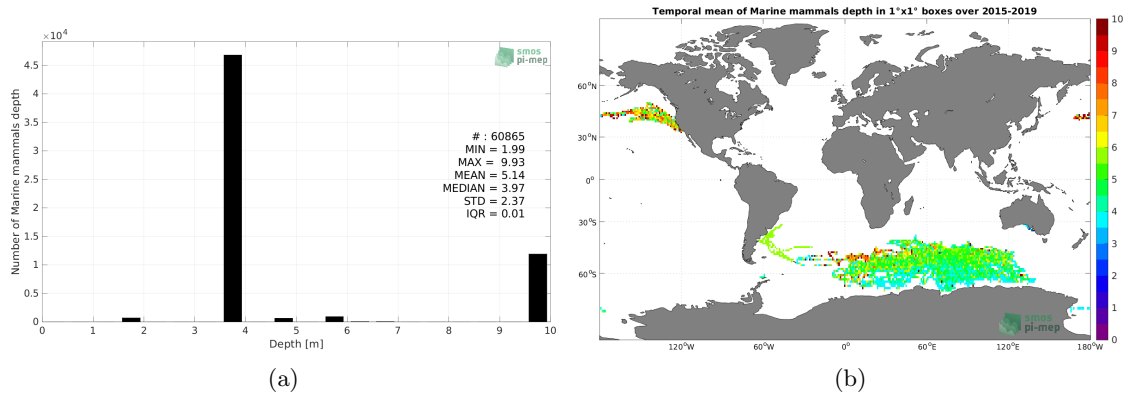 ×10⁴
4.5
4
3.5
3
2.5
2
1.5
1
0.5
0
Number of Marine mammals depth
smos
pi-mep
# : 60865
MIN = 1.99
MAX = 9.93
MEAN = 5.14
MEDIAN = 3.97
STD = 2.37
IQR = 0.01
0 1 2 3 4 5 6 7 8 9 10
Depth [m]
(a)
Temporal mean of Marine mammals depth in 1°x1° boxes over 2015-2019
60°N
30°N
0°
30°S
60°S
120°W 60°W 0° 60°E 120°E 180°W
smos
pi-mep
10
9
8
7
6
5
4
3
2
1
0
(b)